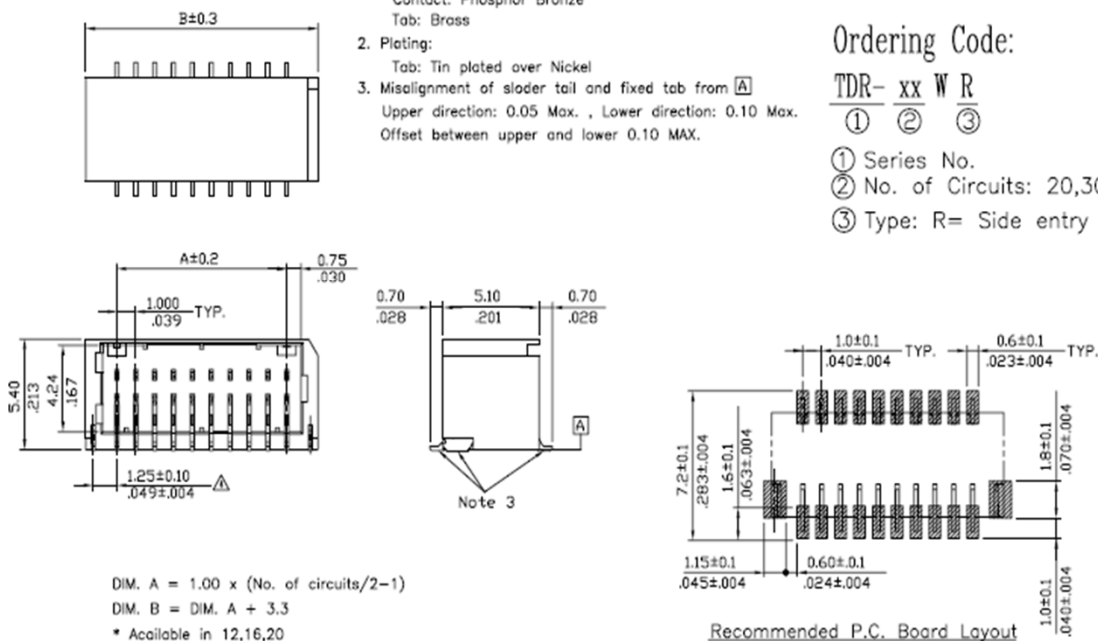 Contact: Phosphor Bronze
Tab: Brass
2. Plating:
Tab: Tin plated over Nickel
3. Misalignment of sloder tail and fixed tab from A
Upper direction: 0.05 Max. , Lower direction: 0.10 Max.
Offset between upper and lower 0.10 MAX.
Ordering Code:
TDR- xx W R
① ② ③
① Series No.
② No. of Circuits: 20,30
③ Type: R= Side entry
B±0.3
A±0.2
0.75
.030
1.000
.039
TYP.
5.40
.213
4.24
.167
1.25±0.10
.049±.004
0.70
.028
5.10
.201
0.70
.028
A
Note 3
1.0±0.1
.040±.004
TYP.
0.6±0.1
.023±.004
TYP.
7.2±0.1
.283±.004
1.6±0.1
.063±.004
1.8±0.1
.070±.004
1.15±0.1
.045±.004
0.60±0.1
.024±.004
1.0±0.1
.040±.004
Recommended P.C. Board Layout
DIM. A = 1.00 x (No. of circuits/2-1)
DIM. B = DIM. A + 3.3
* Acailable in 12,16,20